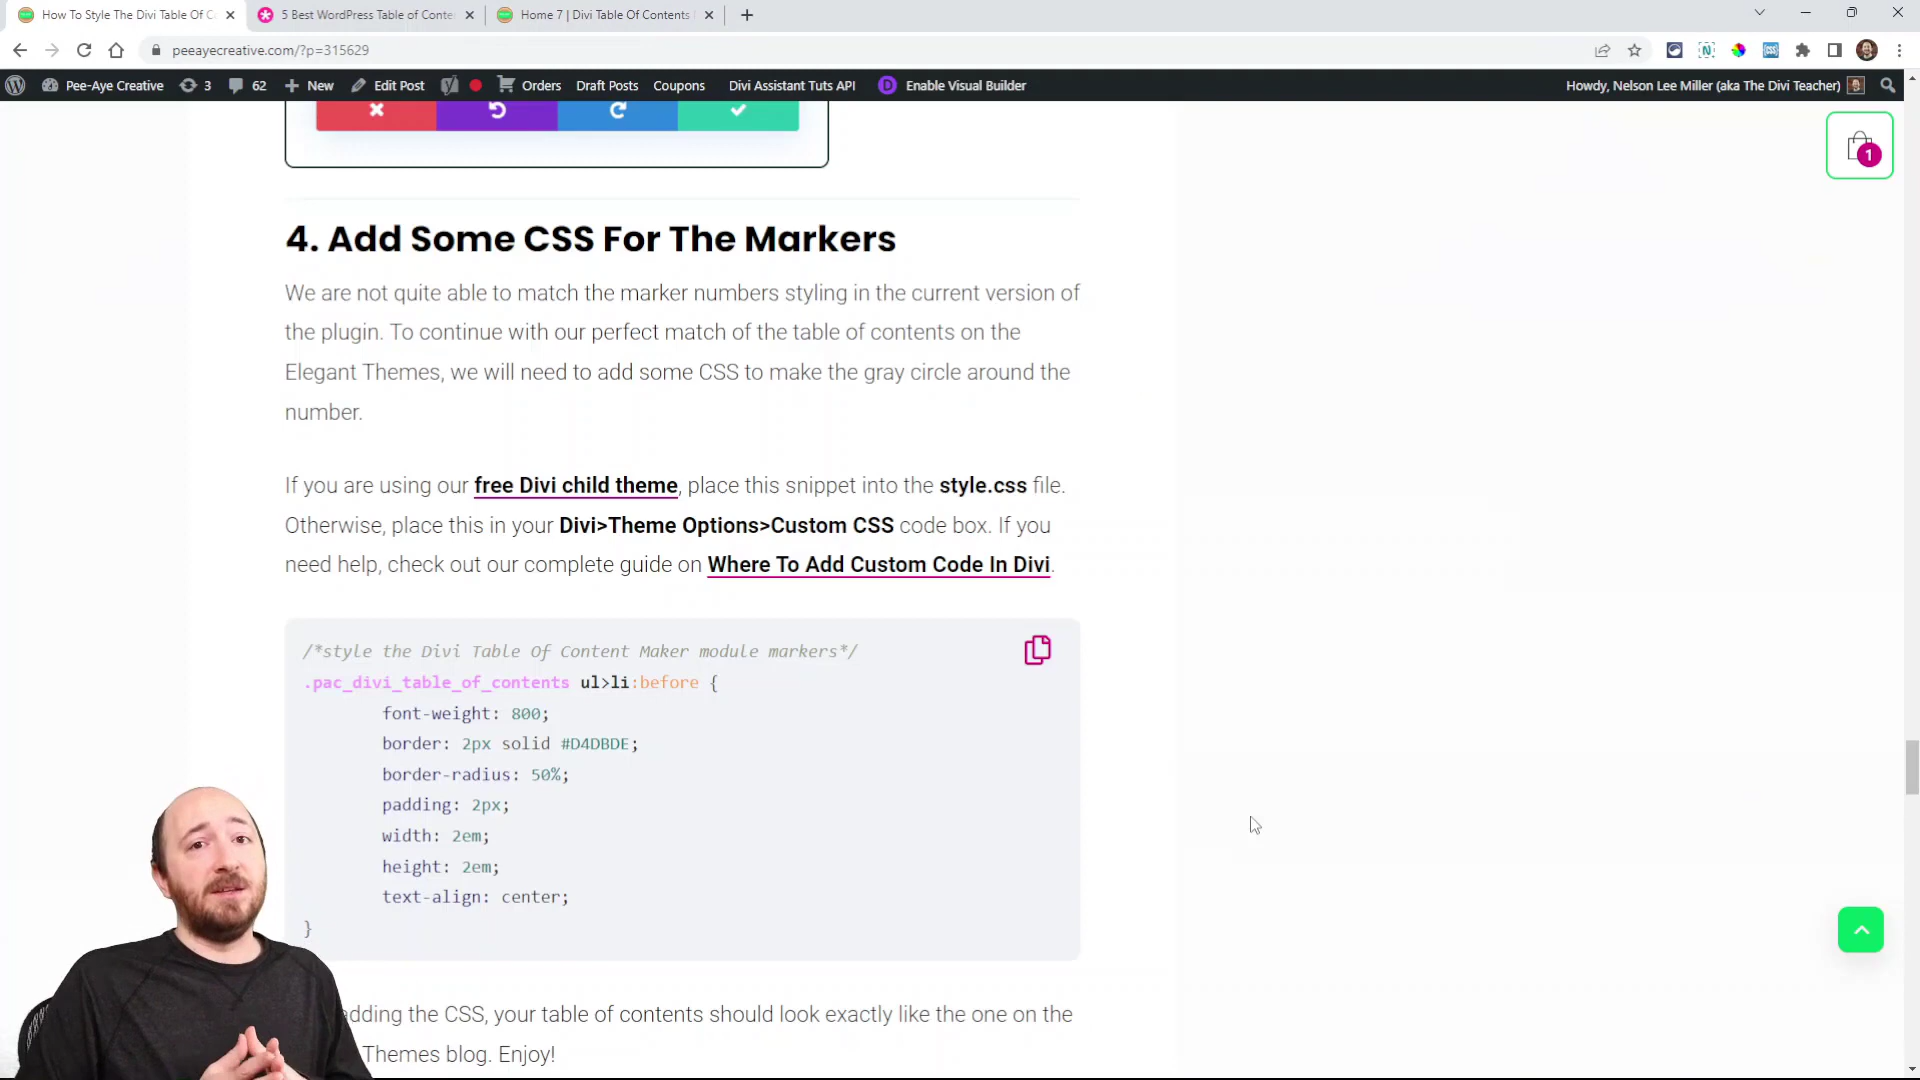 How To Style The Divi Table Of C
5 Best WordPress Table of Conte
Home 7 | Divi Table Of Contents
peeayecreative.com/?p=315629
Pee-Aye Creative
3
62
New
Edit Post
Orders
Draft Posts
Coupons
Divi Assistant Tuts API
Enable Visual Builder
Howdy, Nelson Lee Miller (aka The Divi Teacher)
1
4. Add Some CSS For The Markers
We are not quite able to match the marker numbers styling in the current version of
the plugin. To continue with our perfect match of the table of contents on the
Elegant Themes, we will need to add some CSS to make the gray circle around the
number.
If you are using our free Divi child theme, place this snippet into the style.css file.
Otherwise, place this in your Divi>Theme Options>Custom CSS code box. If you
need help, check out our complete guide on Where To Add Custom Code In Divi.
/*style the Divi Table Of Content Maker module markers*/
.pac_divi_table_of_contents ul>li:before {
font-weight: 800;
border: 2px solid #D4DBDE;
border-radius: 50%;
padding: 2px;
width: 2em;
height: 2em;
text-align: center;
}
adding the CSS, your table of contents should look exactly like the one on the
Themes blog. Enjoy!